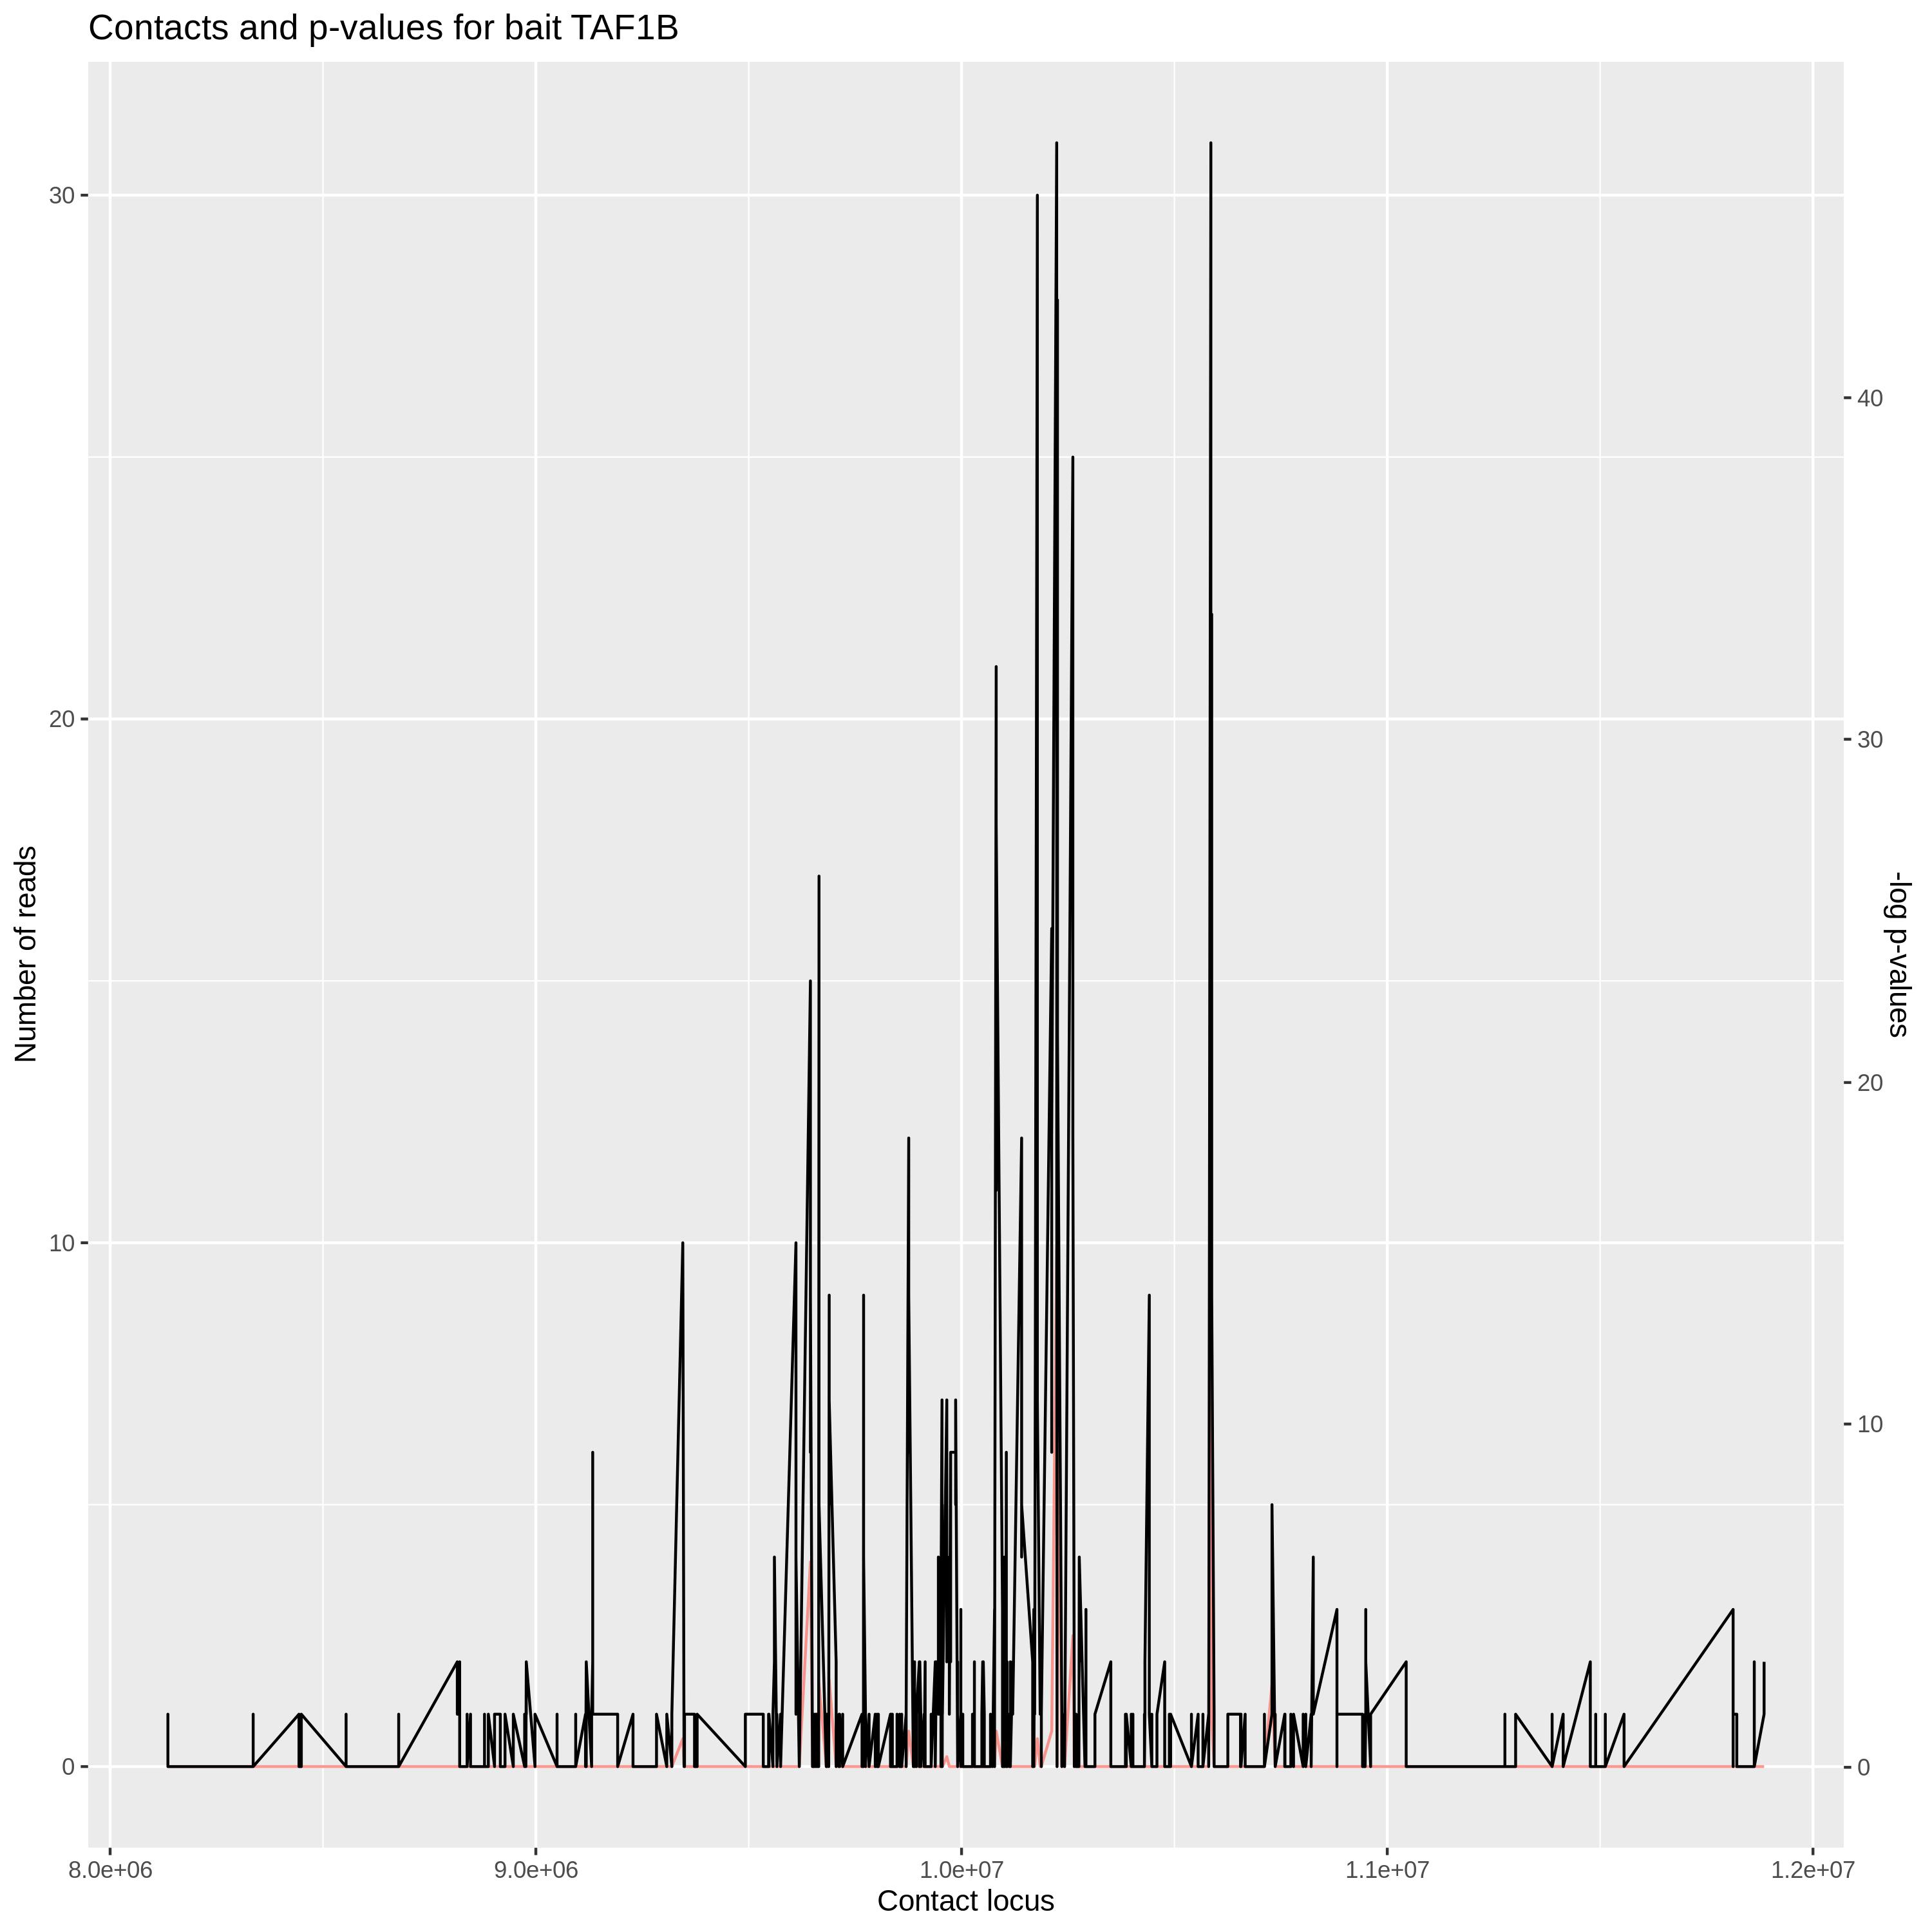 Contacts and p-values for bait TAF1B
30
20
10
0
Number of reads
40
30
20
10
0
-log p-values
8.0e+06
9.0e+06
1.0e+07
1.1e+07
1.2e+07
Contact locus